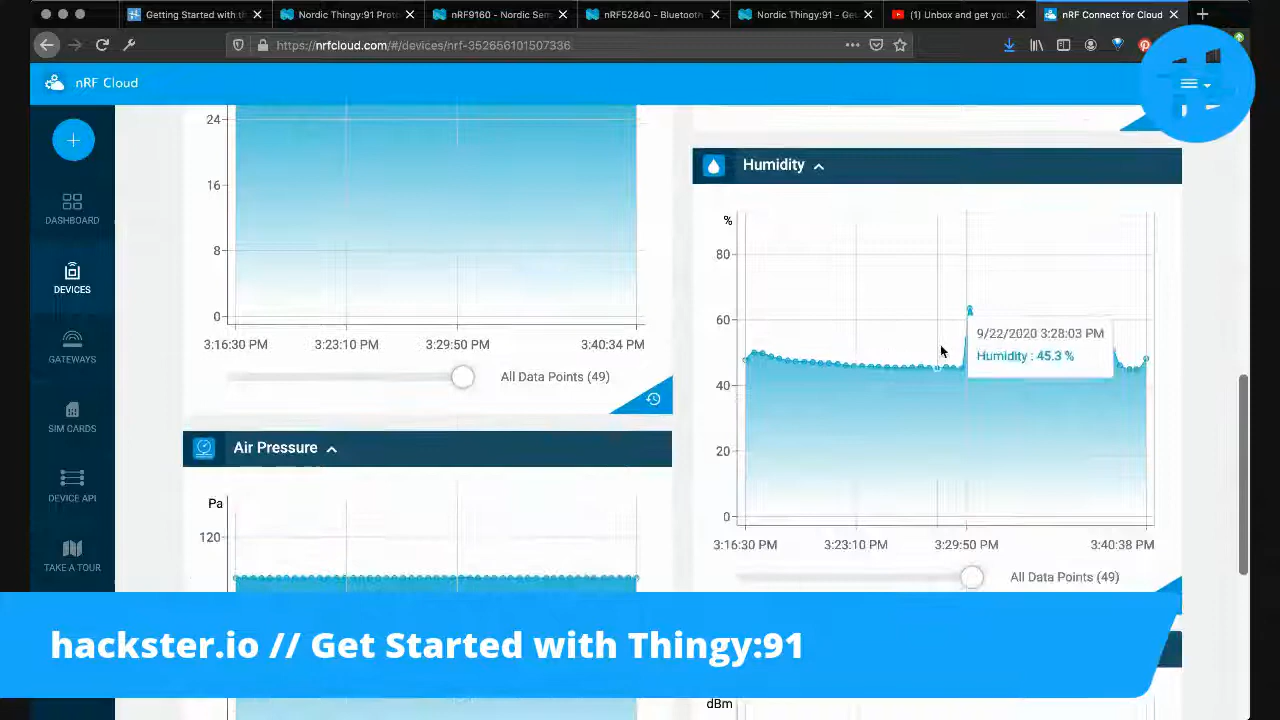 Getting Started with th
Nordic Thingy:91 Proto
nRF9160 - Nordic Sem
nRF52840 - Bluetooth
Nordic Thingy:91 - Ge
(1) Unbox and get you
nRF Connect for Cloud
https://nrfcloud.com/#/devices/nrf-352656101507336
nRF Cloud
DASHBOARD
DEVICES
GATEWAYS
SIM CARDS
DEVICE API
TAKE A TOUR
24
16
8
0
3:16:30 PM 3:23:10 PM 3:29:50 PM 3:40:34 PM
All Data Points (49)
Air Pressure
Pa
120
Humidity
%
80
60
40
20
0
9/22/2020 3:28:03 PM
Humidity : 45.3 %
3:16:30 PM 3:23:10 PM 3:29:50 PM 3:40:38 PM
All Data Points (49)
hackster.io // Get Started with Thingy:91
dBm